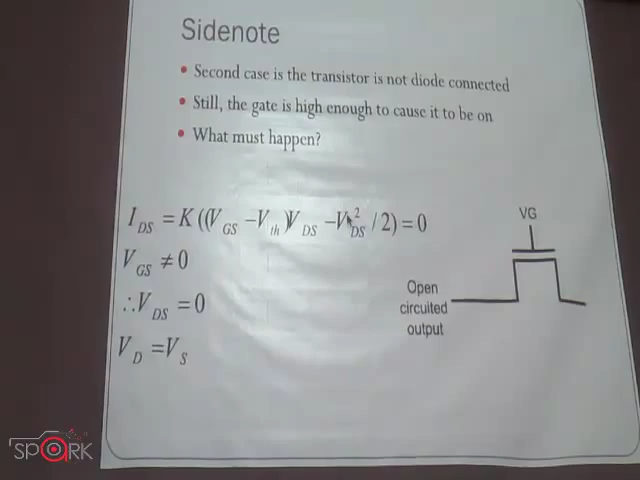 Sidenote
• Second case is the transistor is not diode connected
• Still, the gate is high enough to cause it to be on
• What must happen?
I_DS = K((V_GS − V_th)V_DS − V_DS² / 2) = 0
V_GS ≠ 0
∴ V_DS = 0
V_D = V_S
VG
Open
circuited
output
SPARK